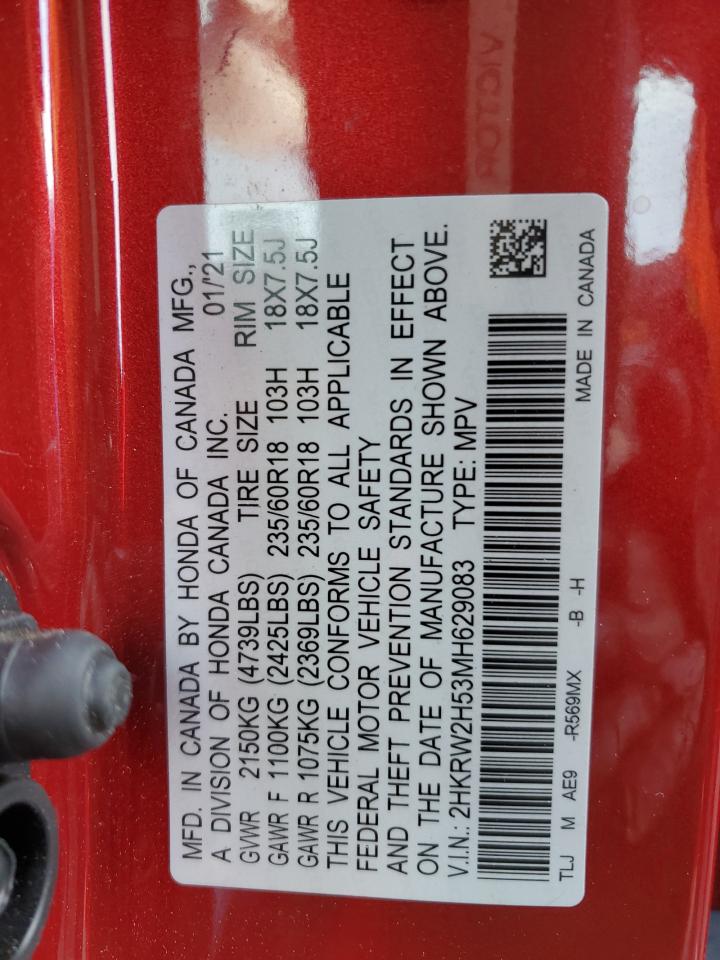 MFD. IN CANADA BY HONDA OF CANADA MFG.,
A DIVISION OF HONDA CANADA INC. 01/'21
GVWR 2150KG (4739LBS) TIRE SIZE RIM SIZE
GAWR F 1100KG (2425LBS) 235/60R18 103H 18X7.5J
GAWR R 1075KG (2369LBS) 235/60R18 103H 18X7.5J
THIS VEHICLE CONFORMS TO ALL APPLICABLE
FEDERAL MOTOR VEHICLE SAFETY
AND THEFT PREVENTION STANDARDS IN EFFECT
ON THE DATE OF MANUFACTURE SHOWN ABOVE.
V.I.N.: 2HKRW2H53MH629083 TYPE: MPV
TLJ M AE9 -R569MX -B -H MADE IN CANADA